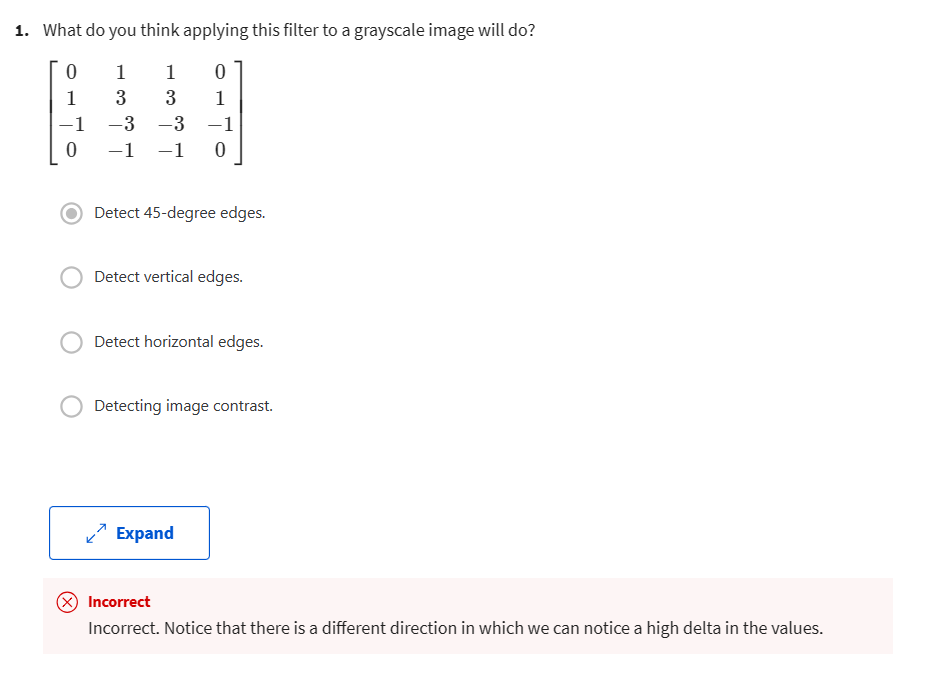 1. What do you think applying this filter to a grayscale image will do?
0 1 1 0
1 3 3 1
−1 −3 −3 −1
0 −1 −1 0
Detect 45-degree edges.
Detect vertical edges.
Detect horizontal edges.
Detecting image contrast.
Expand
Incorrect
Incorrect. Notice that there is a different direction in which we can notice a high delta in the values.